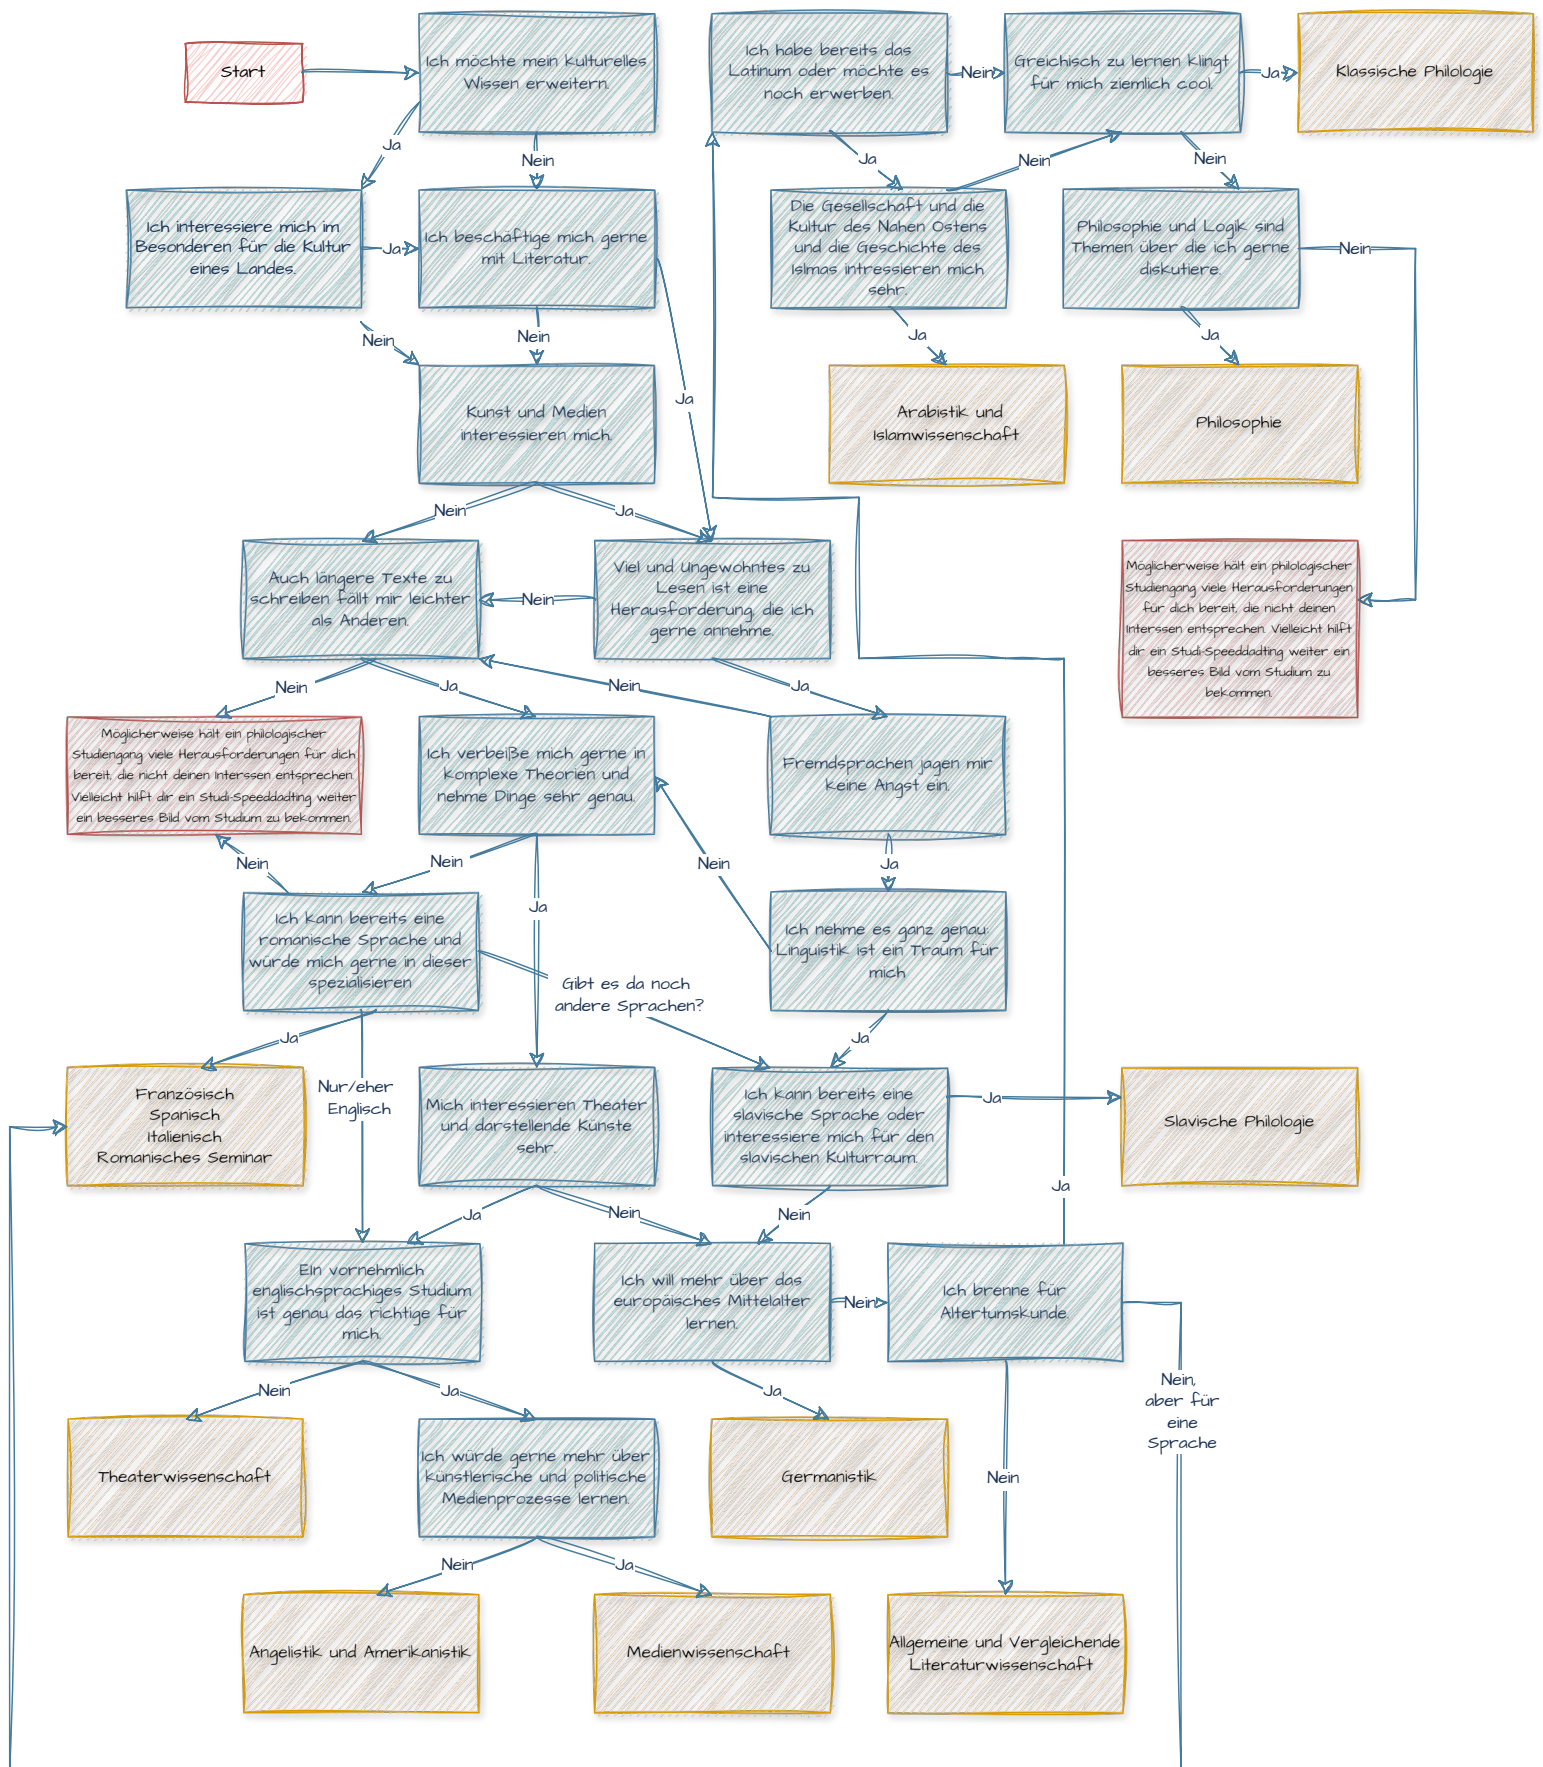 Start
Ich möchte mein kulturelles
Wissen erweitern.
Ich habe bereits das
Latinum oder möchte es
noch erwerben.
Nein
Greichisch zu lernen klingt
für mich ziemlich cool.
Ja
Klassische Philologie
Ja
Nein
Ja
Nein
Nein
Ich interessiere mich im
Besonderen für die Kultur
eines Landes.
Ja
Ich beschäftige mich gerne
mit Literatur.
Die Gesellschaft und die
Kultur des Nahen Ostens
und die Geschichte des
Islmas intressieren mich
sehr.
Philosophie und Logik sind
Themen über die ich gerne
diskutiere.
Nein
Nein
Nein
Ja
Ja
Kunst und Medien
interessieren mich.
Ja
Arabistik und
Islamwissenschaft
Philosophie
Nein
Ja
Auch längere Texte zu
schreiben fällt mir leichter
als Anderen.
Nein
Viel und Ungewohntes zu
Lesen ist eine
Herausforderung, die ich
gerne annehme.
Möglicherweise hält ein philologischer
Studiengang viele Herausforderungen
für dich bereit, die nicht deinen
Interssen entsprechen. Vielleicht hilft
dir ein Studi-Speeddadting weiter ein
besseres Bild vom Studium zu
bekommen.
Nein
Ja
Nein
Ja
Möglicherweise hält ein philologischer
Studiengang viele Herausforderungen für dich
bereit, die nicht deinen Interssen entsprechen.
Vielleicht hilft dir ein Studi-Speeddadting weiter
ein besseres Bild vom Studium zu bekommen.
Ich verbeiße mich gerne in
komplexe Theorien und
nehme Dinge sehr genau.
Fremdsprachen jagen mir
keine Angst ein.
Nein
Nein
Ja
Nein
Ja
Ich kann bereits eine
romanische Sprache und
würde mich gerne in dieser
spezialisieren
Gibt es da noch
andere Sprachen?
Ich nehme es ganz genau:
Linguistik ist ein Traum für
mich
Ja
Nur/eher
Englisch
Ja
Französisch
Spanisch
Italienisch
Romanisches Seminar
Mich interessieren Theater
und darstellende Künste
sehr.
Ich kann bereits eine
slavische Sprache oder
interessiere mich für den
slavischen Kulturraum.
Ja
Slavische Philologie
Ja
Ja
Nein
Nein
EIn vornehmlich
englischsprachiges Studium
ist genau das richtige für
mich.
Ich will mehr über das
europäisches Mittelalter
lernen.
Nein
Ich brenne für
Altertumskunde.
Nein
Ja
Ja
Nein,
aber für
eine
Sprache
Theaterwissenschaft
Ich würde gerne mehr über
künstlerische und politische
Medienprozesse lernen.
Germanistik
Nein
Nein
Ja
Angelistik und Amerikanistik
Medienwissenschaft
Allgemeine und Vergleichende
Literaturwissenschaft